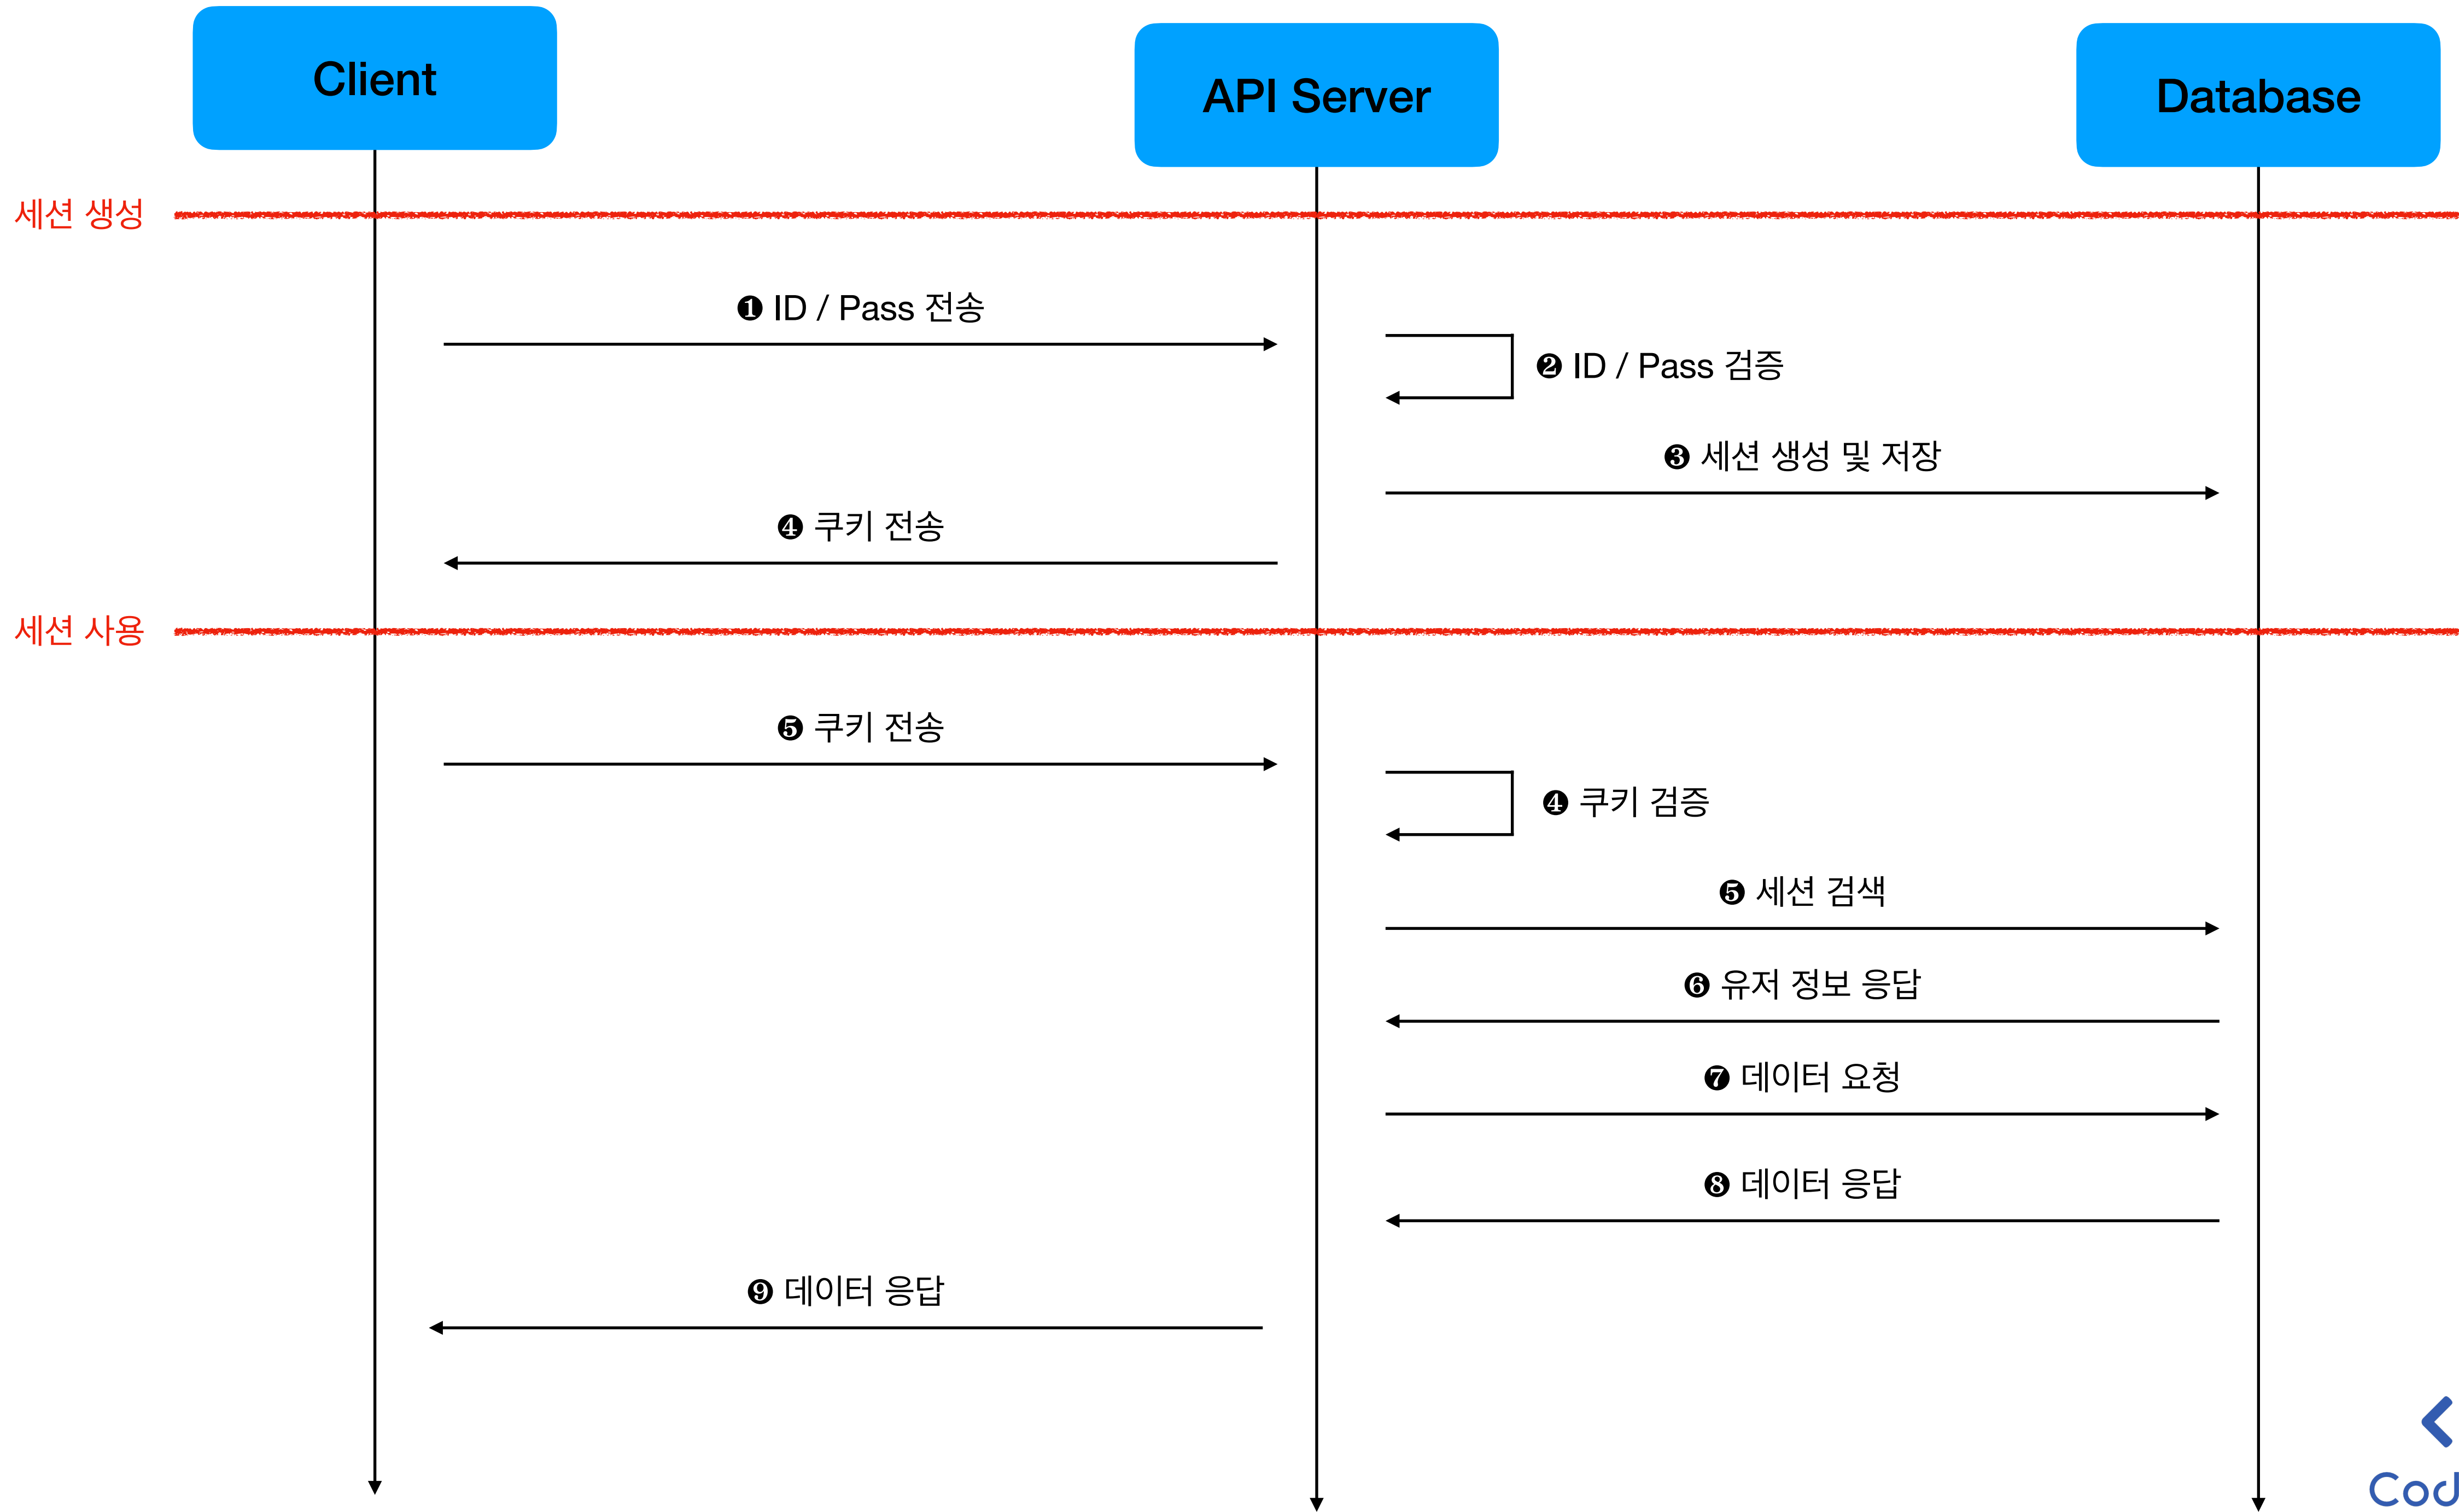 Client
API Server
Database
세션 생성
❶ ID / Pass 전송
❷ ID / Pass 검증
❸ 세션 생성 및 저장
❹ 쿠키 전송
세션 사용
❺ 쿠키 전송
❹ 쿠키 검증
❺ 세션 검색
❻ 유저 정보 응답
❼ 데이터 요청
❽ 데이터 응답
❾ 데이터 응답
Cod